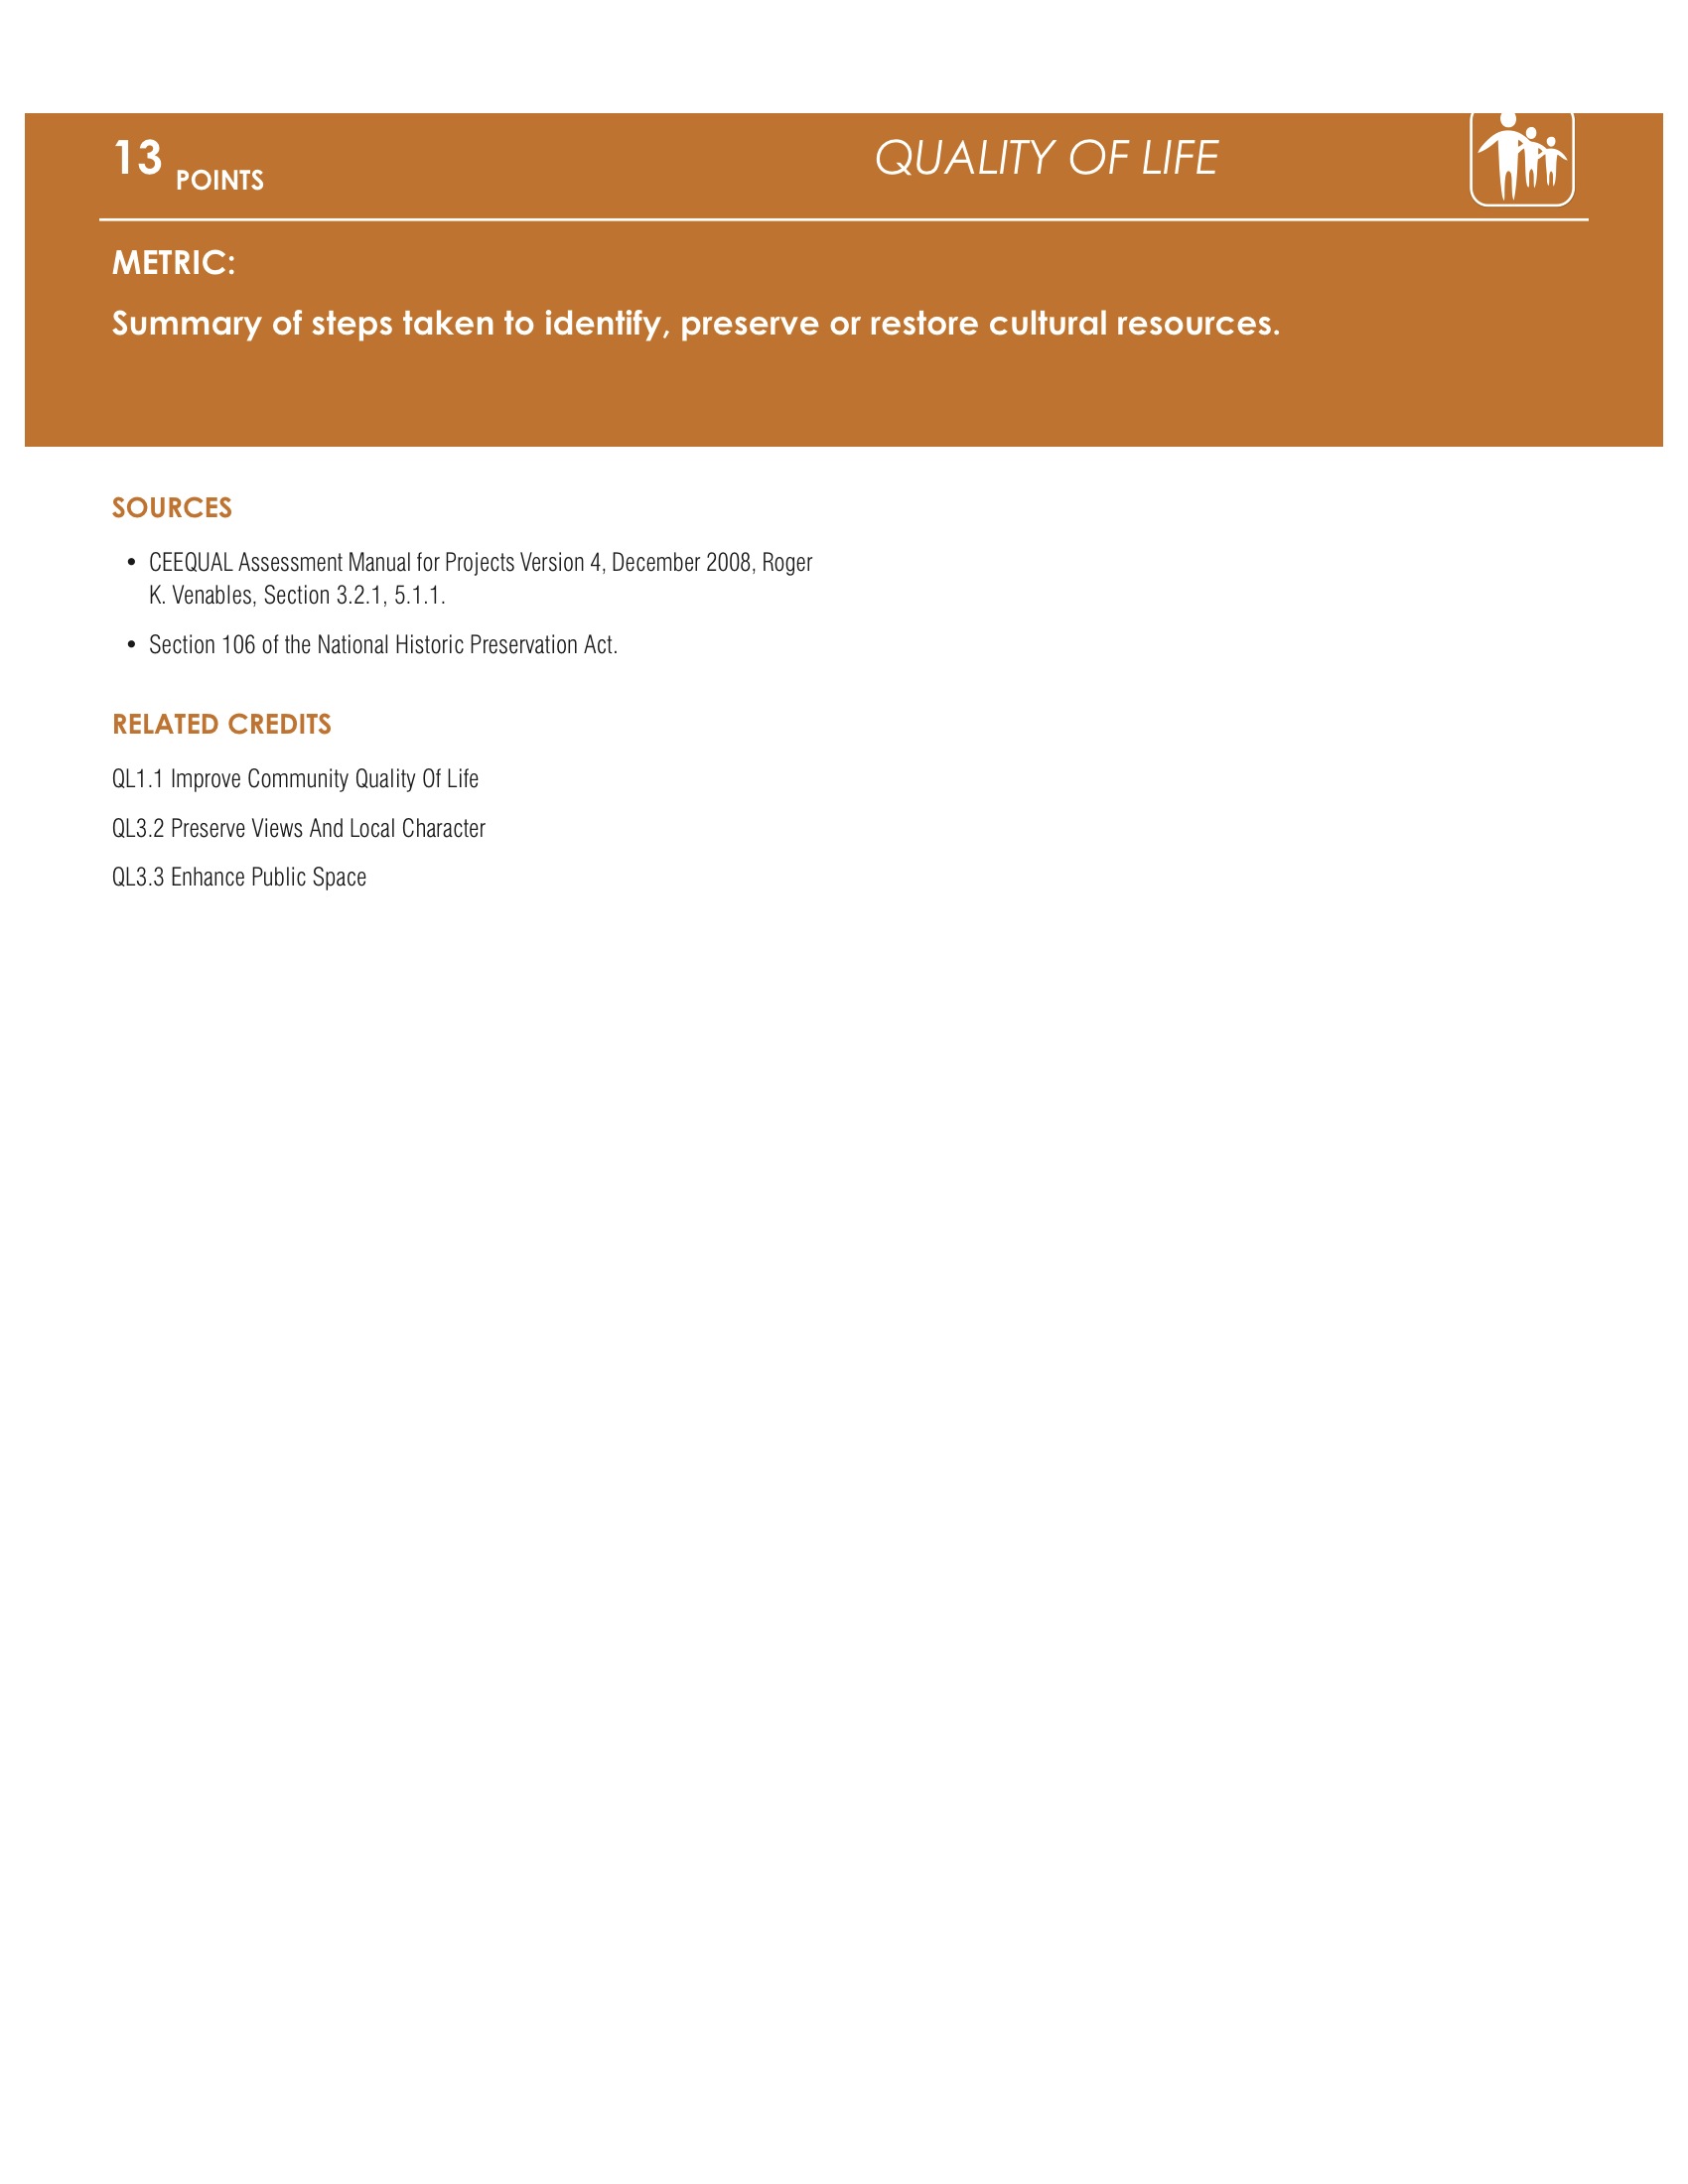 13 POINTS
QUALITY OF LIFE
METRIC:
Summary of steps taken to identify, preserve or restore cultural resources.
SOURCES
• CEEQUAL Assessment Manual for Projects Version 4, December 2008, Roger
K. Venables, Section 3.2.1, 5.1.1.
• Section 106 of the National Historic Preservation Act.
RELATED CREDITS
QL1.1 Improve Community Quality Of Life
QL3.2 Preserve Views And Local Character
QL3.3 Enhance Public Space